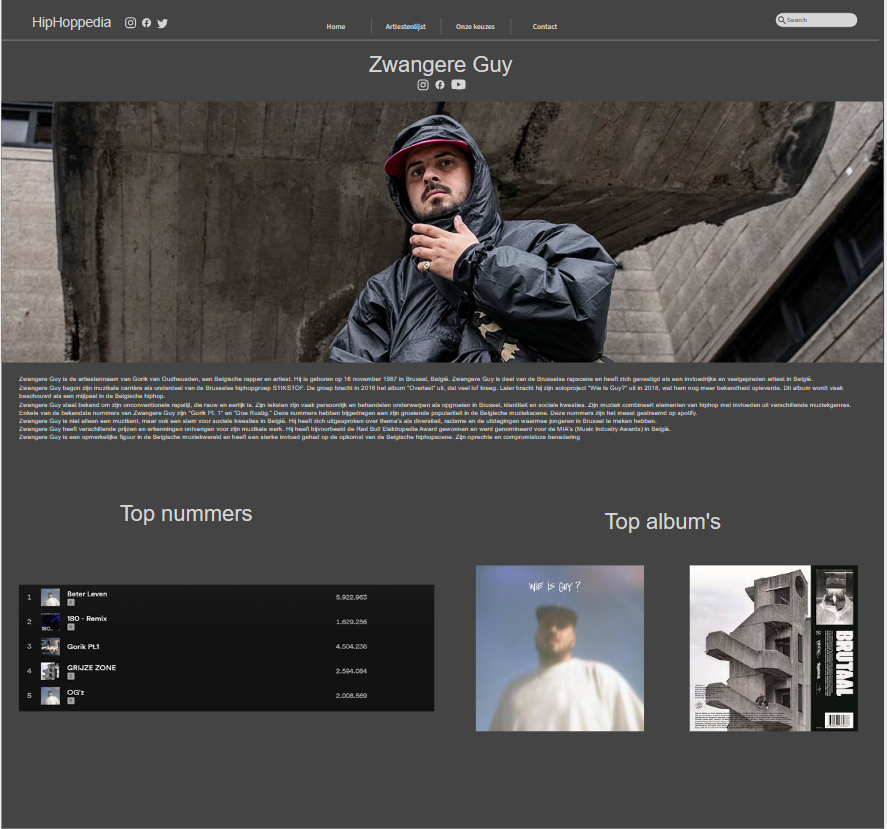 HipHoppedia
Home
Artiestenlijst
Onze keuzes
Contact
Search
Zwangere Guy
Zwangere Guy is de artiestennaam van Gorik van Oudheusden, een Belgische rapper en artiest. Hij is geboren op 16 november 1987 in Brussel, België. Zwangere Guy is deel van de Brusselse rapscene en heeft zich gevestigd als een invloedrijke en veelgeprezen artiest in België.
Zwangere Guy begon zijn muzikale carrière als onderdeel van de Brusselse hiphopgroep STIKSTOF. De groep bracht in 2016 het album "Overlast" uit, dat veel lof kreeg. Later bracht hij zijn soloproject "Wie is Guy?" uit in 2018, wat hem nog meer bekendheid opleverde. Dit album wordt vaak
beschouwd als een mijlpaal in de Belgische hiphop.
Zwangere Guy staat bekend om zijn onconventionele rapstijl, die rauw en eerlijk is. Zijn teksten zijn vaak persoonlijk en behandelen onderwerpen als opgroeien in Brussel, identiteit en sociale kwesties. Zijn muziek combineert elementen van hiphop met invloeden uit verschillende muziekgenres.
Enkele van de bekendste nummers van Zwangere Guy zijn "Gorik Pt. 1" en "Doe Rustig." Deze nummers hebben bijgedragen aan zijn groeiende populariteit in de Belgische muziekscene. Deze nummers zijn het meest gestreamd op spotify.
Zwangere Guy is niet alleen een muzikant, maar ook een stem voor sociale kwesties in België. Hij heeft zich uitgesproken over thema's als diversiteit, racisme en de uitdagingen waarmee jongeren in Brussel te maken hebben.
Zwangere Guy heeft verschillende prijzen en erkenningen ontvangen voor zijn muzikale werk. Hij heeft bijvoorbeeld de Red Bull Elektropedia Award gewonnen en werd genomineerd voor de MIA's (Music Industry Awards) in België.
Zwangere Guy is een opmerkelijke figuur in de Belgische muziekwereld en heeft een sterke invloed gehad op de opkomst van de Belgische hiphopscene. Zijn oprechte en compromisloze benadering
Top nummers
Top album's
1 Beter Leven 5.922.963
E
2 180 - Remix 1.629.256
E
3 Gorik Pt.1 4.504.236
4 GRIJZE ZONE 2.594.084
E
5 OG'z 2.008.569
E
WIE IS GUY?
BRUTAAL